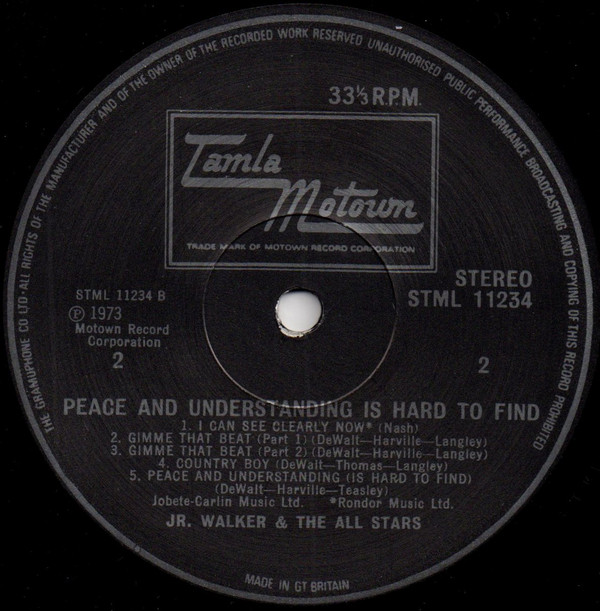 THE GRAMOPHONE CO LTD·ALL RIGHTS OF THE MANUFACTURER AND OF THE OWNER OF THE RECORDED WORK RESERVED UNAUTHORISED PUBLIC PERFORMANCE BROADCASTING AND COPYING OF THIS RECORD PROHIBITED
33⅓ R.P.M.
Tamla
Motown
TRADE MARK OF MOTOWN RECORD CORPORATION
STEREO
STML 11234
STML 11234 B
℗ 1973
Motown Record
Corporation
2
2
PEACE AND UNDERSTANDING IS HARD TO FIND
1. I CAN SEE CLEARLY NOW* (Nash)
2. GIMME THAT BEAT (Part 1) (DeWalt—Harville—Langley)
3. GIMME THAT BEAT (Part 2) (DeWalt—Harville—Langley)
4. COUNTRY BOY (DeWalt—Thomas—Langley)
5. PEACE AND UNDERSTANDING (IS HARD TO FIND)
(DeWalt—Harville—Teasley)
Jobete-Carlin Music Ltd. *Rondor Music Ltd.
JR. WALKER & THE ALL STARS
MADE IN GT BRITAIN